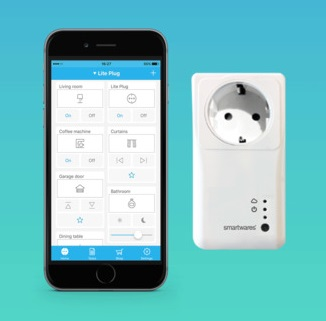 16:27
Lite Plug
Living room
Lite Plug
On Off
On Off
Coffee machine
Curtains
On Off
Garage door
Bathroom
Dining table
smartwares